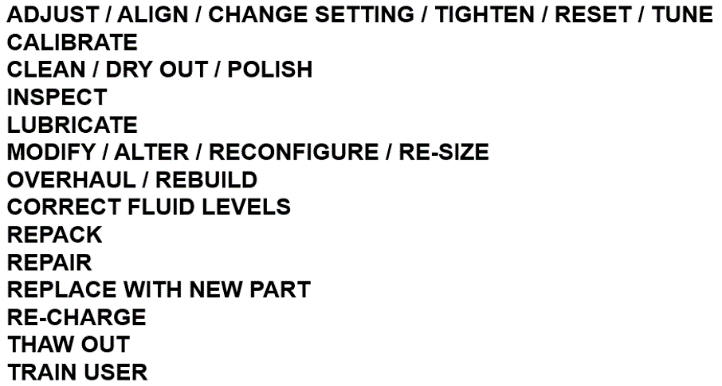 ADJUST / ALIGN / CHANGE SETTING / TIGHTEN / RESET / TUNE
CALIBRATE
CLEAN / DRY OUT / POLISH
INSPECT
LUBRICATE
MODIFY / ALTER / RECONFIGURE / RE-SIZE
OVERHAUL / REBUILD
CORRECT FLUID LEVELS
REPACK
REPAIR
REPLACE WITH NEW PART
RE-CHARGE
THAW OUT
TRAIN USER